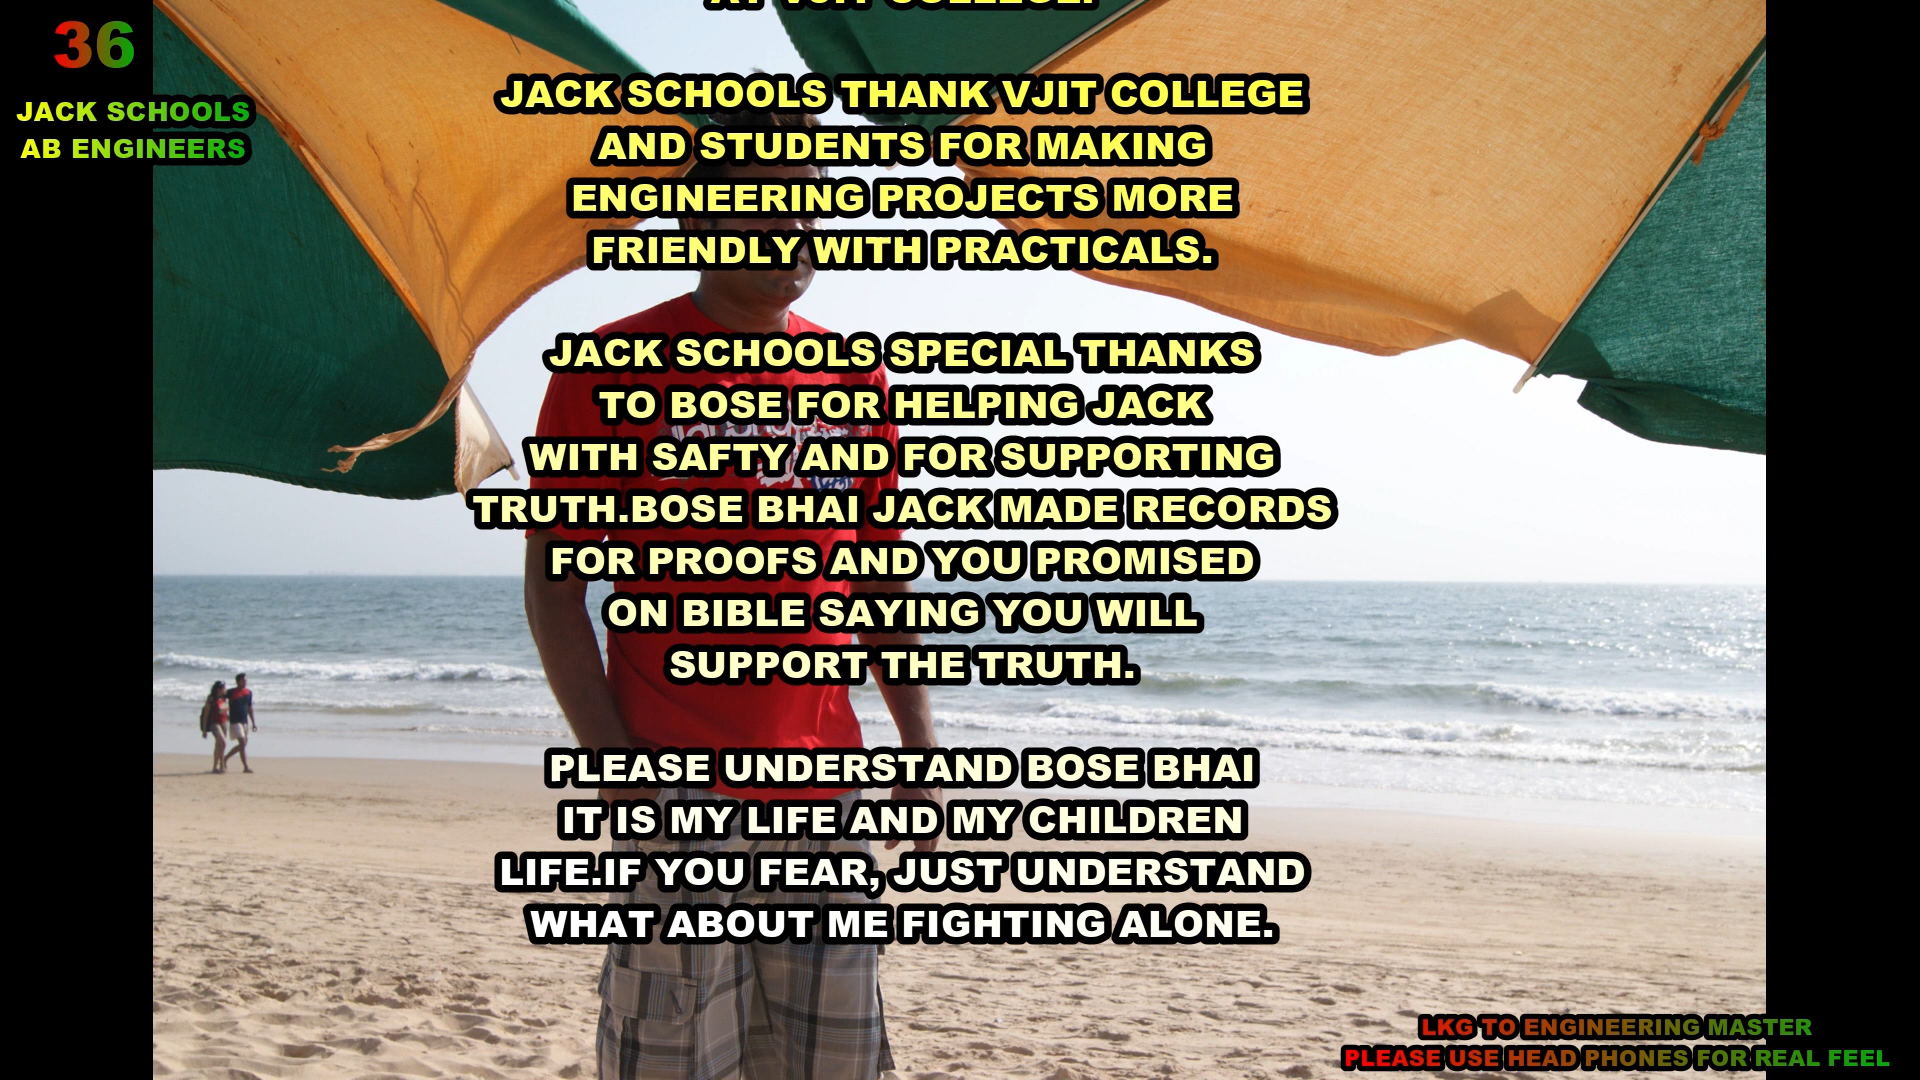 36
JACK SCHOOLS
AB ENGINEERS
AT VJIT COLLEGE.
JACK SCHOOLS THANK VJIT COLLEGE
AND STUDENTS FOR MAKING
ENGINEERING PROJECTS MORE
FRIENDLY WITH PRACTICALS.
JACK SCHOOLS SPECIAL THANKS
TO BOSE FOR HELPING JACK
WITH SAFTY AND FOR SUPPORTING
TRUTH.BOSE BHAI JACK MADE RECORDS
FOR PROOFS AND YOU PROMISED
ON BIBLE SAYING YOU WILL
SUPPORT THE TRUTH.
PLEASE UNDERSTAND BOSE BHAI
IT IS MY LIFE AND MY CHILDREN
LIFE.IF YOU FEAR, JUST UNDERSTAND
WHAT ABOUT ME FIGHTING ALONE.
LKG TO ENGINEERING MASTER
PLEASE USE HEAD PHONES FOR REAL FEEL